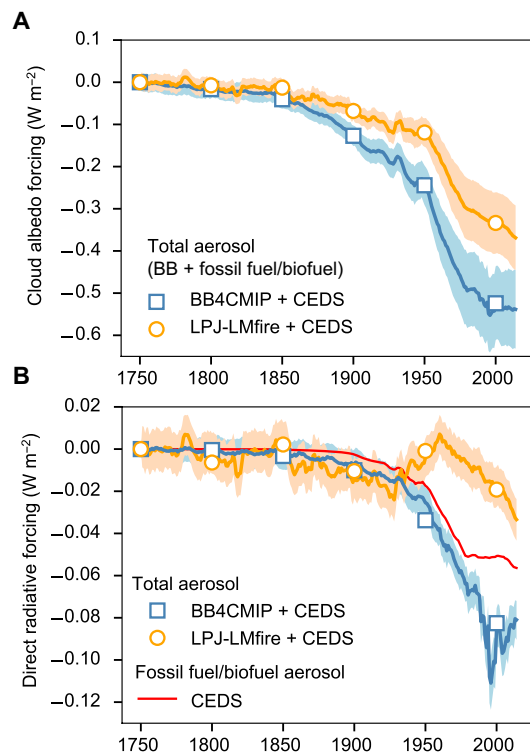 A
Cloud albedo forcing (W m−2)
0.1
0.0
−0.1
−0.2
−0.3
−0.4
−0.5
−0.6
Total aerosol
(BB + fossil fuel/biofuel)
BB4CMIP + CEDS
LPJ-LMfire + CEDS
1750 1800 1850 1900 1950 2000
B
Direct radiative forcing (W m−2)
0.02
0.00
−0.02
−0.04
−0.06
−0.08
−0.10
−0.12
Total aerosol
BB4CMIP + CEDS
LPJ-LMfire + CEDS
Fossil fuel/biofuel aerosol
CEDS
1750 1800 1850 1900 1950 2000